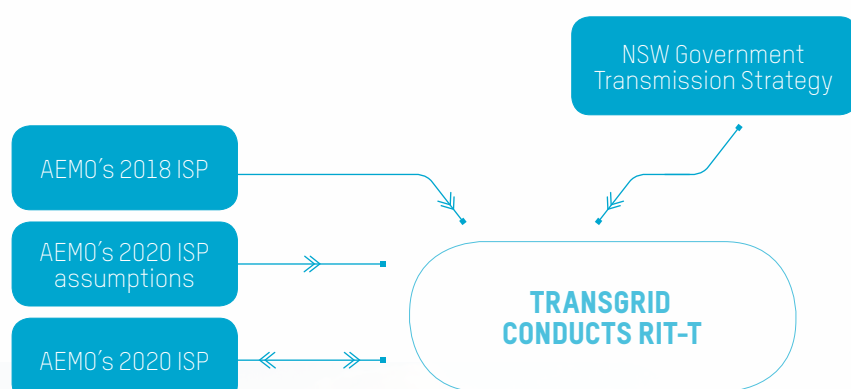 NSW Government
Transmission Strategy
AEMO's 2018 ISP
AEMO's 2020 ISP
assumptions
TRANSGRID
CONDUCTS RIT-T
AEMO's 2020 ISP